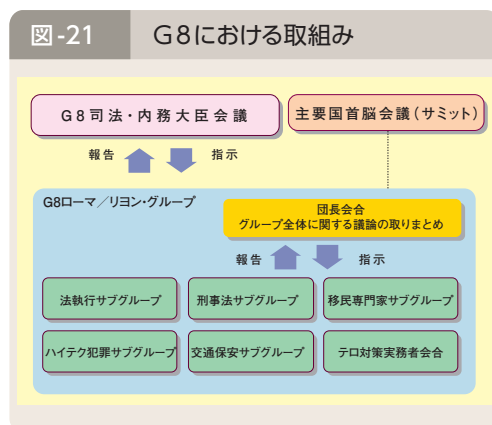 図-21 G8における取組み
G8司法・内務大臣会議
主要国首脳会議(サミット)
報告 指示
G8ローマ/リヨン・グループ
団長会合
グループ全体に関する議論の取りまとめ
報告 指示
法執行サブグループ
刑事法サブグループ
移民専門家サブグループ
ハイテク犯罪サブグループ
交通保安サブグループ
テロ対策実務者会合